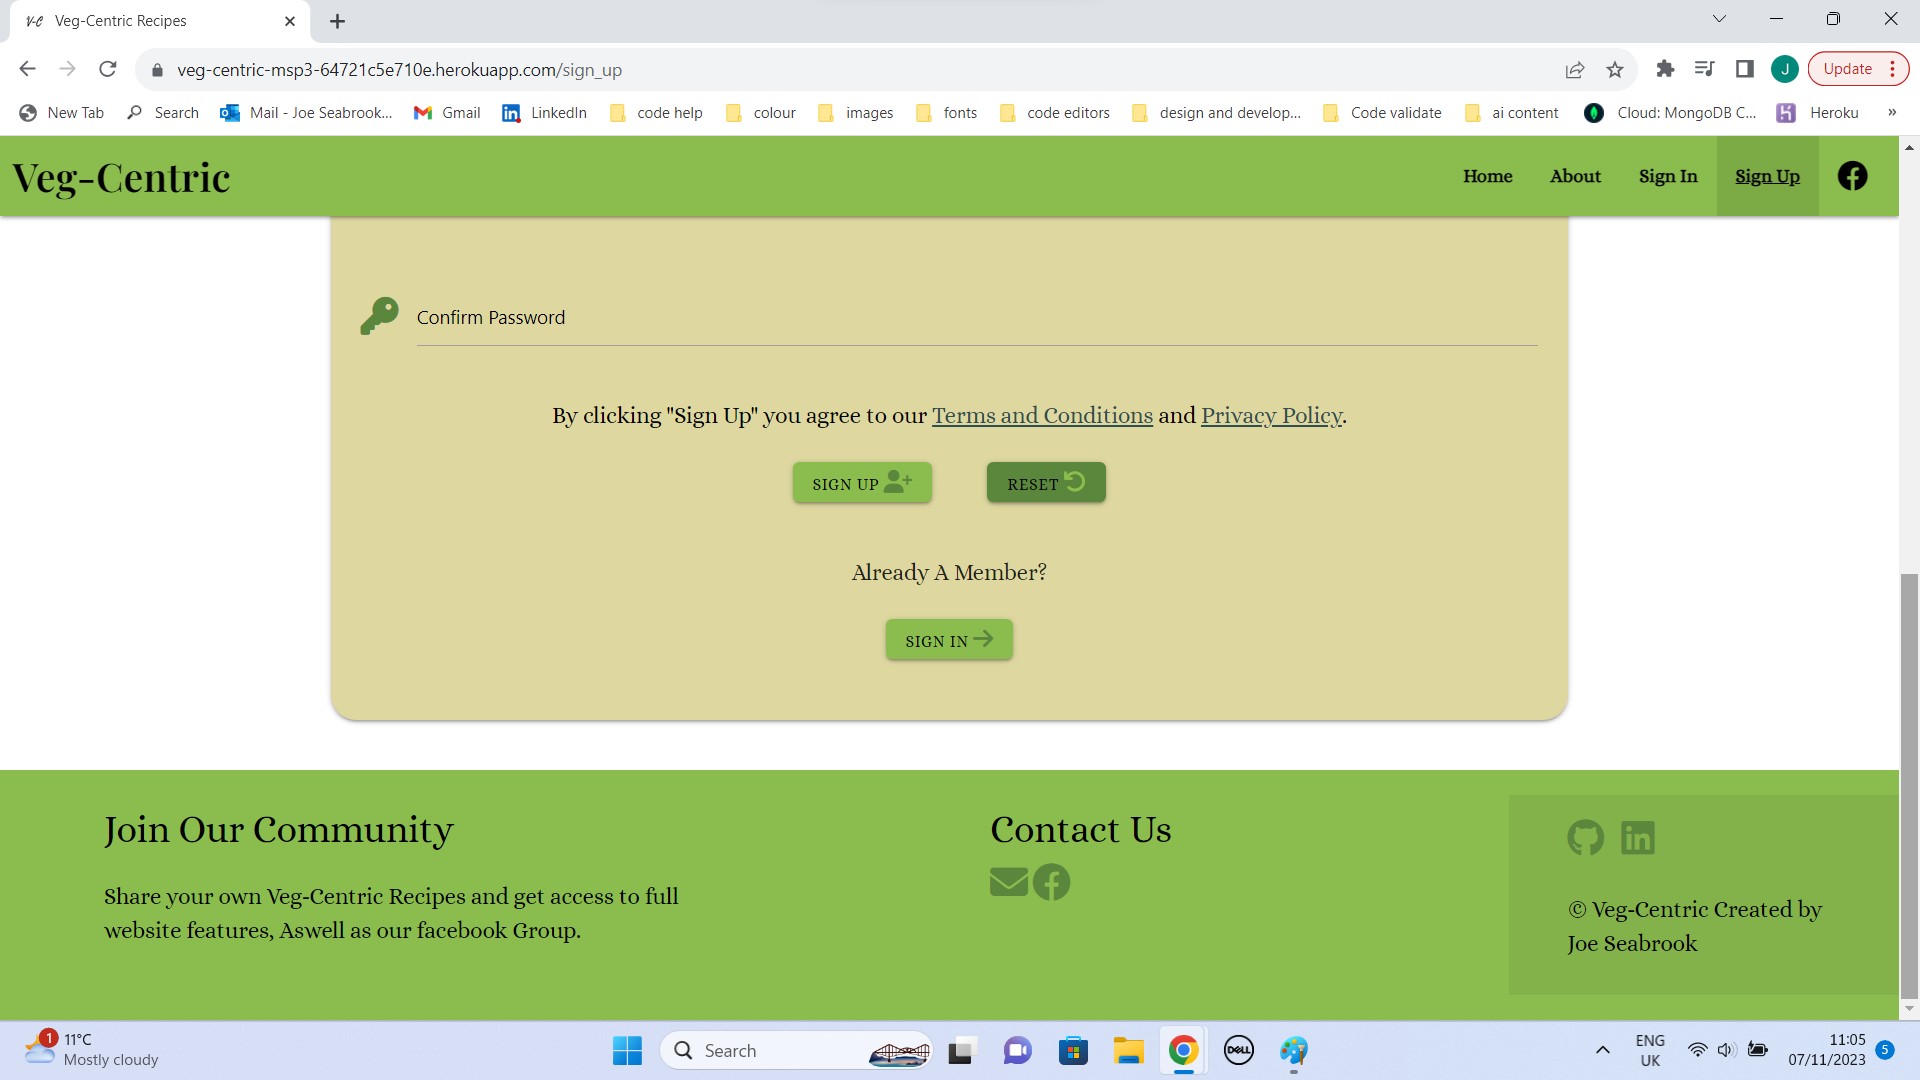 V-C Veg-Centric Recipes
veg-centric-msp3-64721c5e710e.herokuapp.com/sign_up
J
Update
New Tab
Search
Mail - Joe Seabrook...
Gmail
LinkedIn
code help
colour
images
fonts
code editors
design and develop...
Code validate
ai content
Cloud: MongoDB C...
Heroku
»
Veg-Centric
Home
About
Sign In
Sign Up
Confirm Password
By clicking "Sign Up" you agree to our Terms and Conditions and Privacy Policy.
SIGN UP
RESET
Already A Member?
SIGN IN
Join Our Community
Share your own Veg-Centric Recipes and get access to full
website features, Aswell as our facebook Group.
Contact Us
© Veg-Centric Created by
Joe Seabrook
1
11°C
Mostly cloudy
Search
DELL
ENG
UK
11:05
07/11/2023
5